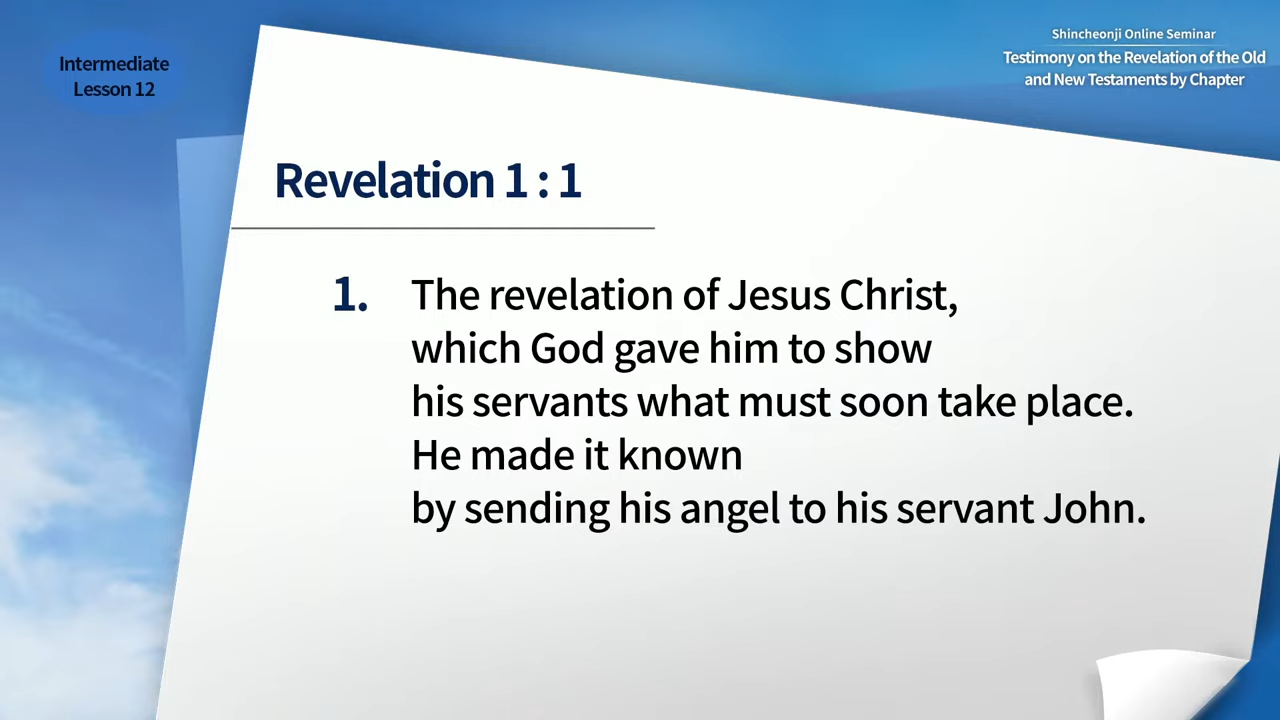 Intermediate
Lesson 12
Shincheonji Online Seminar
Testimony on the Revelation of the Old
and New Testaments by Chapter
Revelation 1 : 1
1. The revelation of Jesus Christ,
which God gave him to show
his servants what must soon take place.
He made it known
by sending his angel to his servant John.